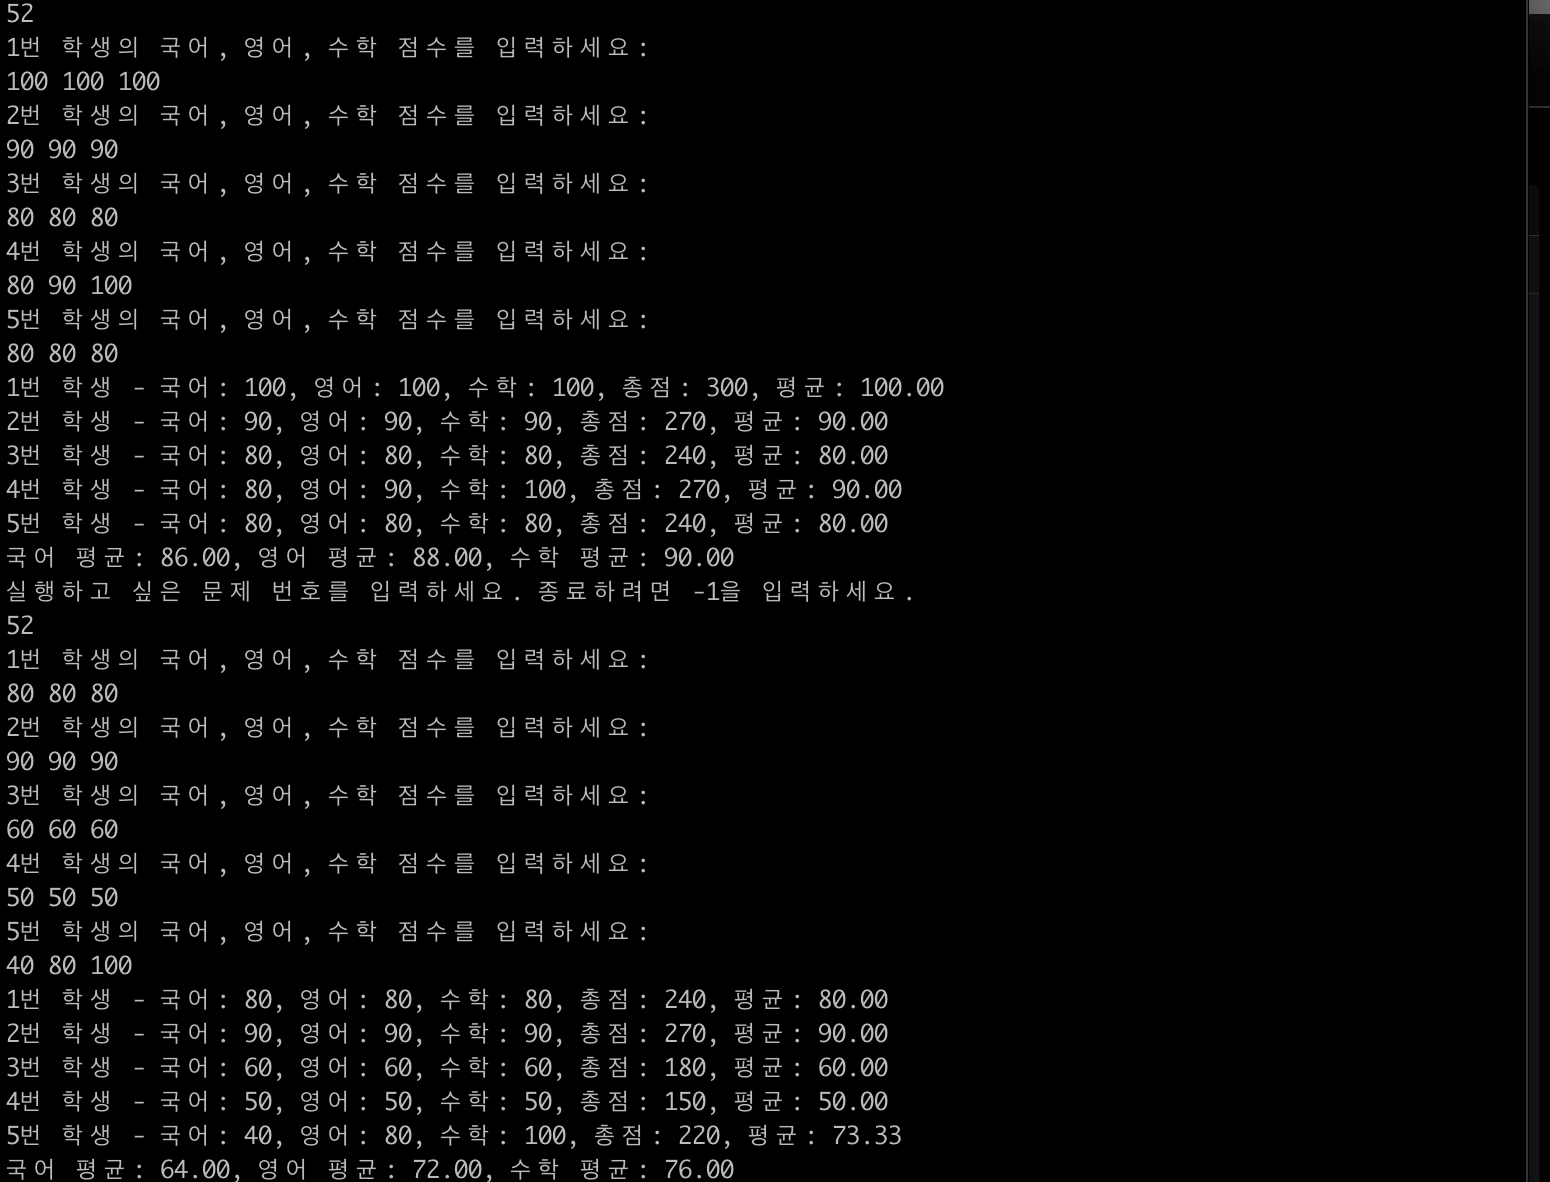 52
1번 학생의 국어, 영어, 수학 점수를 입력하세요:
100 100 100
2번 학생의 국어, 영어, 수학 점수를 입력하세요:
90 90 90
3번 학생의 국어, 영어, 수학 점수를 입력하세요:
80 80 80
4번 학생의 국어, 영어, 수학 점수를 입력하세요:
80 90 100
5번 학생의 국어, 영어, 수학 점수를 입력하세요:
80 80 80
1번 학생 - 국어: 100, 영어: 100, 수학: 100, 총점: 300, 평균: 100.00
2번 학생 - 국어: 90, 영어: 90, 수학: 90, 총점: 270, 평균: 90.00
3번 학생 - 국어: 80, 영어: 80, 수학: 80, 총점: 240, 평균: 80.00
4번 학생 - 국어: 80, 영어: 90, 수학: 100, 총점: 270, 평균: 90.00
5번 학생 - 국어: 80, 영어: 80, 수학: 80, 총점: 240, 평균: 80.00
국어 평균: 86.00, 영어 평균: 88.00, 수학 평균: 90.00
실행하고 싶은 문제 번호를 입력하세요. 종료하려면 -1을 입력하세요.
52
1번 학생의 국어, 영어, 수학 점수를 입력하세요:
80 80 80
2번 학생의 국어, 영어, 수학 점수를 입력하세요:
90 90 90
3번 학생의 국어, 영어, 수학 점수를 입력하세요:
60 60 60
4번 학생의 국어, 영어, 수학 점수를 입력하세요:
50 50 50
5번 학생의 국어, 영어, 수학 점수를 입력하세요:
40 80 100
1번 학생 - 국어: 80, 영어: 80, 수학: 80, 총점: 240, 평균: 80.00
2번 학생 - 국어: 90, 영어: 90, 수학: 90, 총점: 270, 평균: 90.00
3번 학생 - 국어: 60, 영어: 60, 수학: 60, 총점: 180, 평균: 60.00
4번 학생 - 국어: 50, 영어: 50, 수학: 50, 총점: 150, 평균: 50.00
5번 학생 - 국어: 40, 영어: 80, 수학: 100, 총점: 220, 평균: 73.33
국어 평균: 64.00, 영어 평균: 72.00, 수학 평균: 76.00